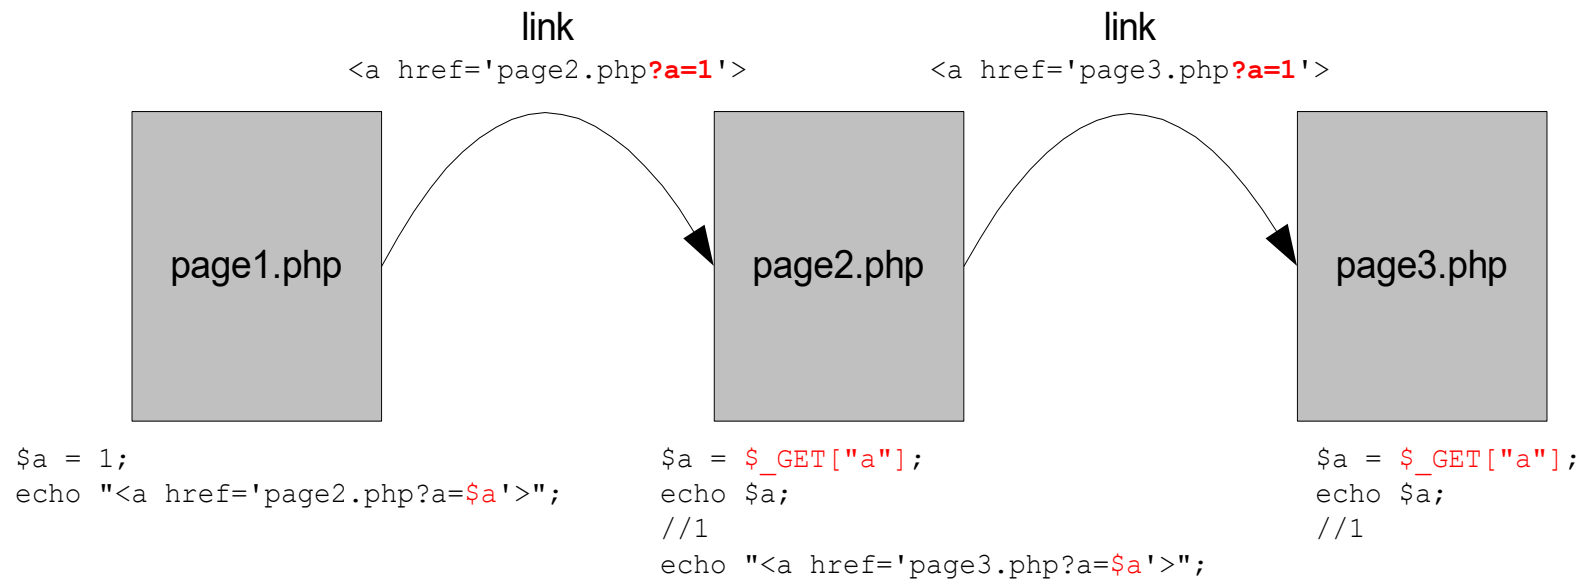 link
<a href='page2.php?a=1'>
link
<a href='page3.php?a=1'>
page1.php
page2.php
page3.php
$a = 1;
echo "<a href='page2.php?a=$a'>";
$a = $_GET["a"];
echo $a;
//1
echo "<a href='page3.php?a=$a'>";
$a = $_GET["a"];
echo $a;
//1